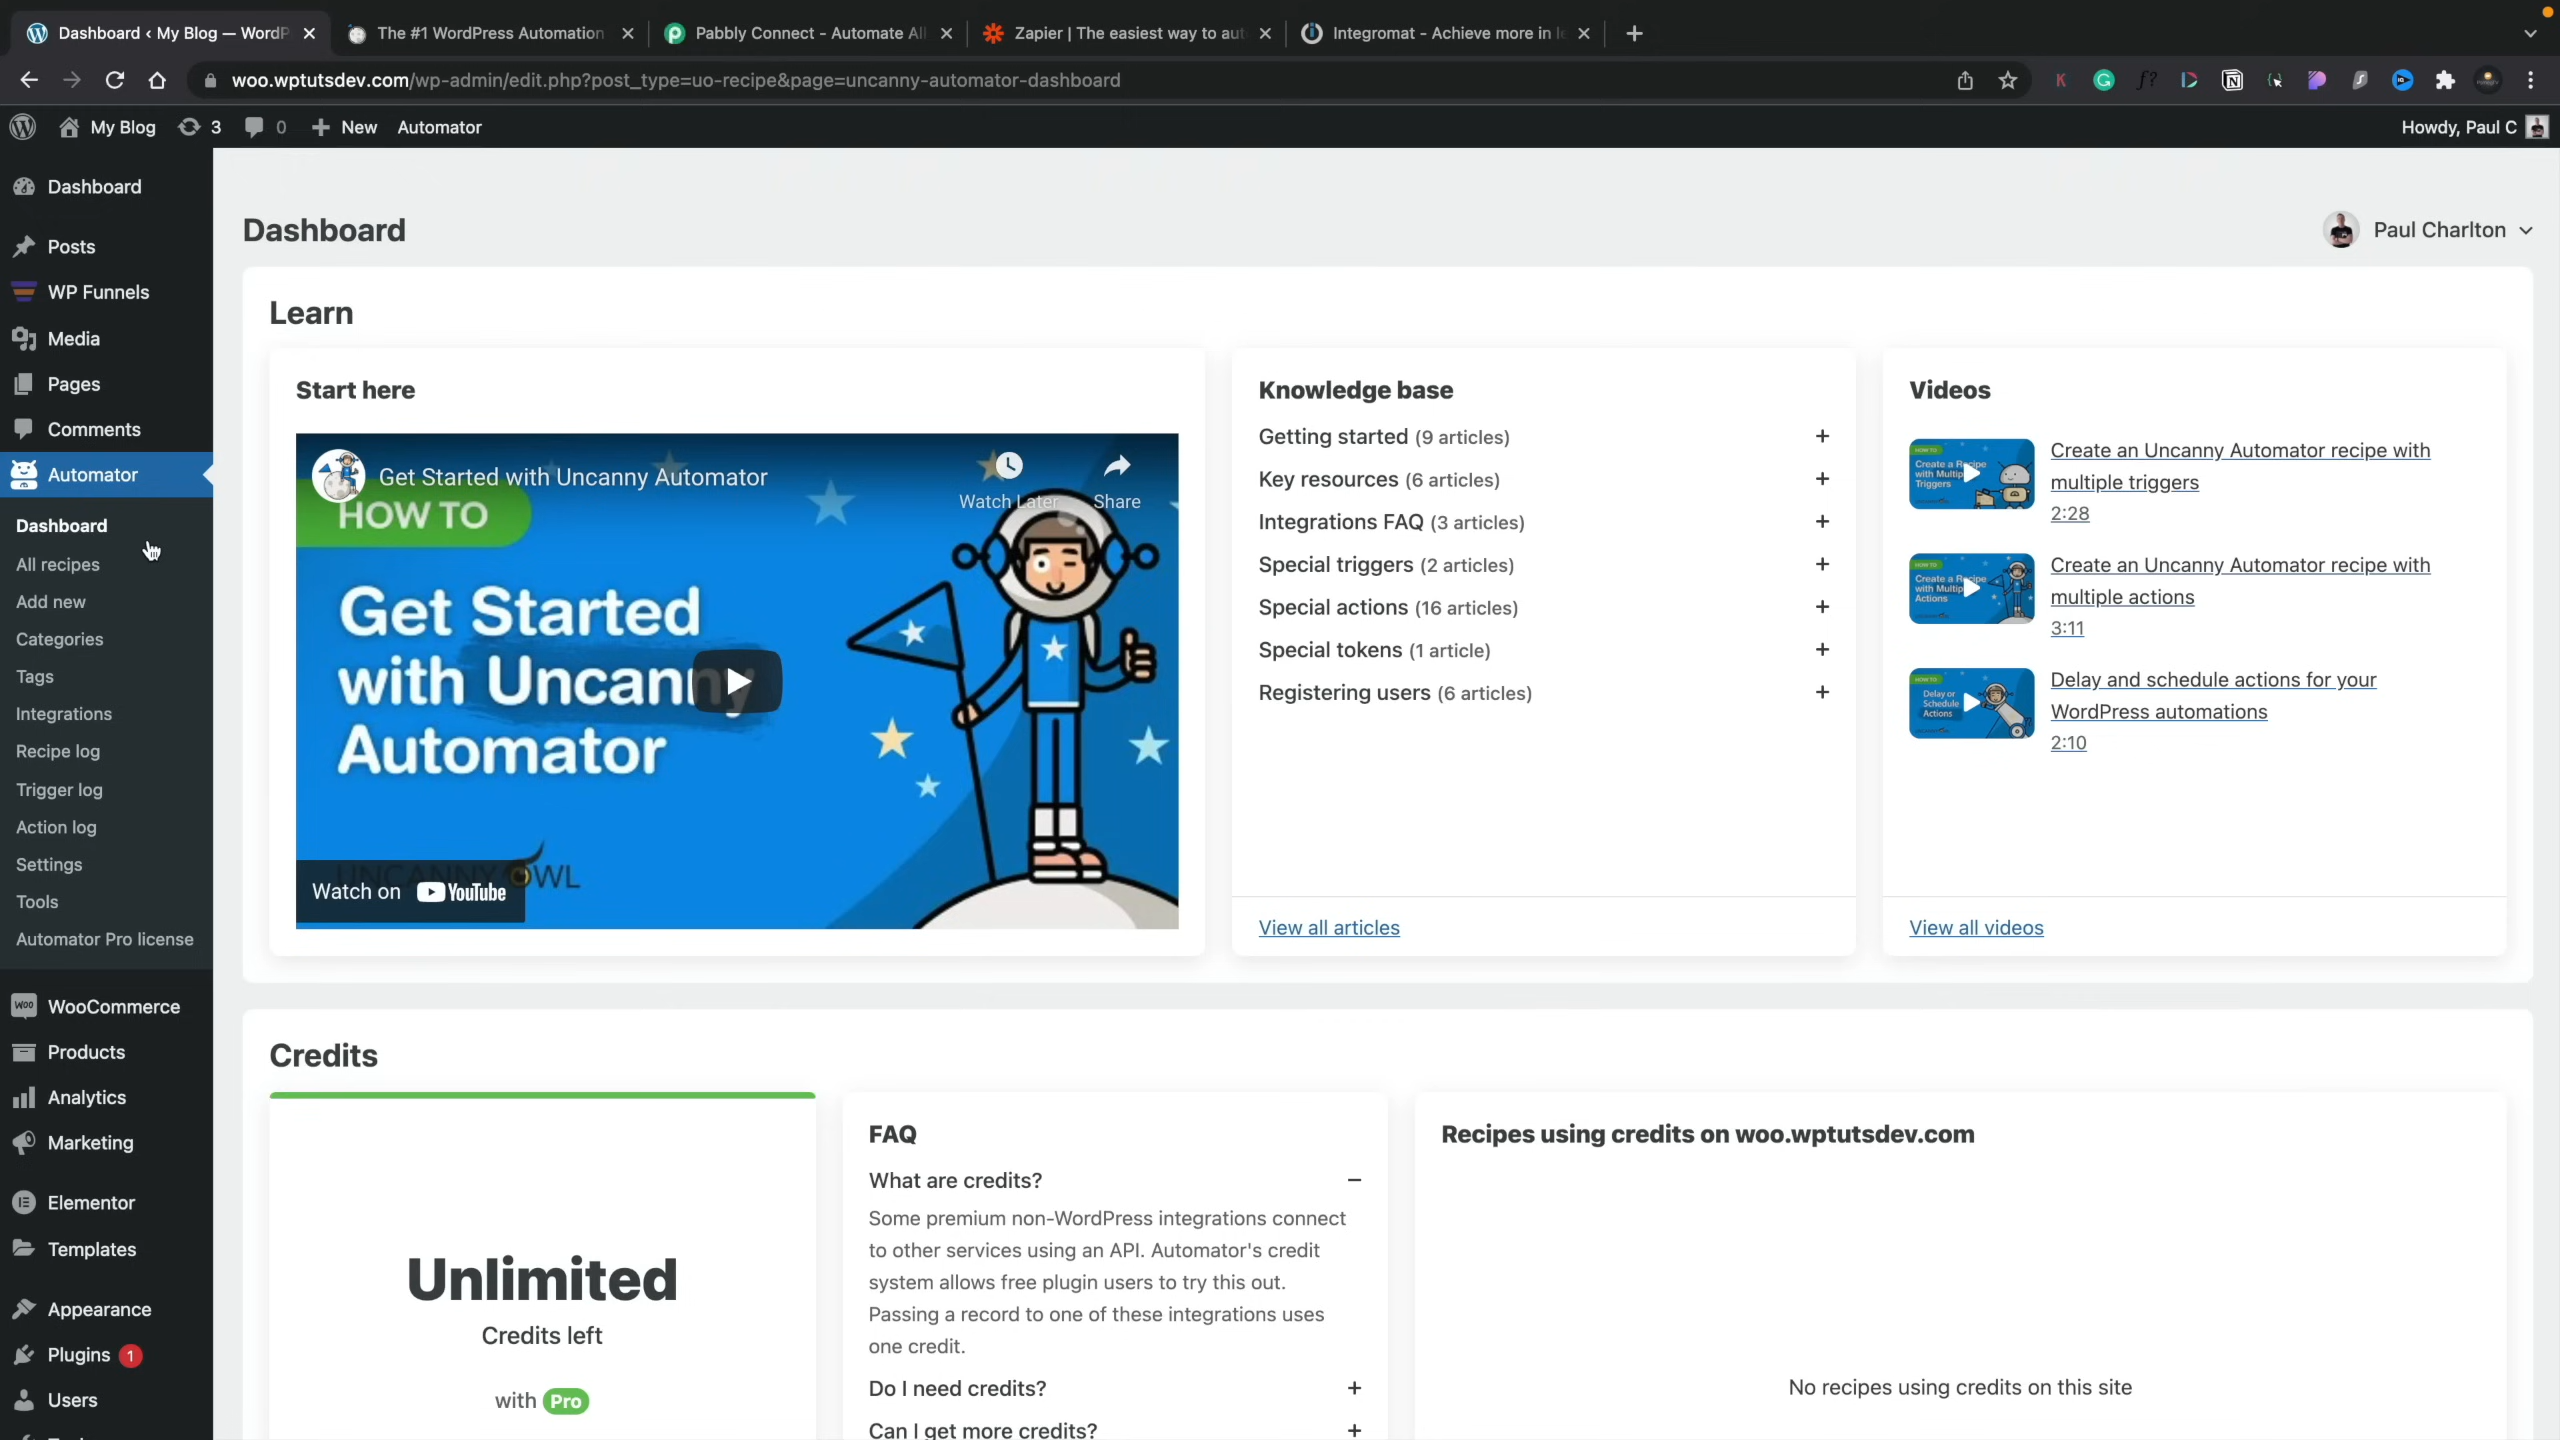 Dashboard ‹ My Blog — WordP
The #1 WordPress Automation
Pabbly Connect - Automate All
Zapier | The easiest way to aut
Integromat - Achieve more in le
woo.wptutsdev.com/wp-admin/edit.php?post_type=uo-recipe&page=uncanny-automator-dashboard
My Blog
3
0
New
Automator
Howdy, Paul C
Dashboard
Posts
WP Funnels
Media
Pages
Comments
Automator
Dashboard
All recipes
Add new
Categories
Tags
Integrations
Recipe log
Trigger log
Action log
Settings
Tools
Automator Pro license
WooCommerce
Products
Analytics
Marketing
Elementor
Templates
Appearance
Plugins 1
Users
Dashboard
Paul Charlton
Learn
Start here
Get Started with Uncanny Automator
Watch Later
Share
HOW TO
Get Started
with Uncanny
Automator
UNCANNY OWL
Watch on YouTube
Knowledge base
Getting started (9 articles)
Key resources (6 articles)
Integrations FAQ (3 articles)
Special triggers (2 articles)
Special actions (16 articles)
Special tokens (1 article)
Registering users (6 articles)
View all articles
Videos
Create an Uncanny Automator recipe with
multiple triggers
2:28
Create an Uncanny Automator recipe with
multiple actions
3:11
Delay and schedule actions for your
WordPress automations
2:10
View all videos
Credits
Unlimited
Credits left
with Pro
FAQ
What are credits?
Some premium non-WordPress integrations connect
to other services using an API. Automator's credit
system allows free plugin users to try this out.
Passing a record to one of these integrations uses
one credit.
Do I need credits?
Can I get more credits?
Recipes using credits on woo.wptutsdev.com
No recipes using credits on this site